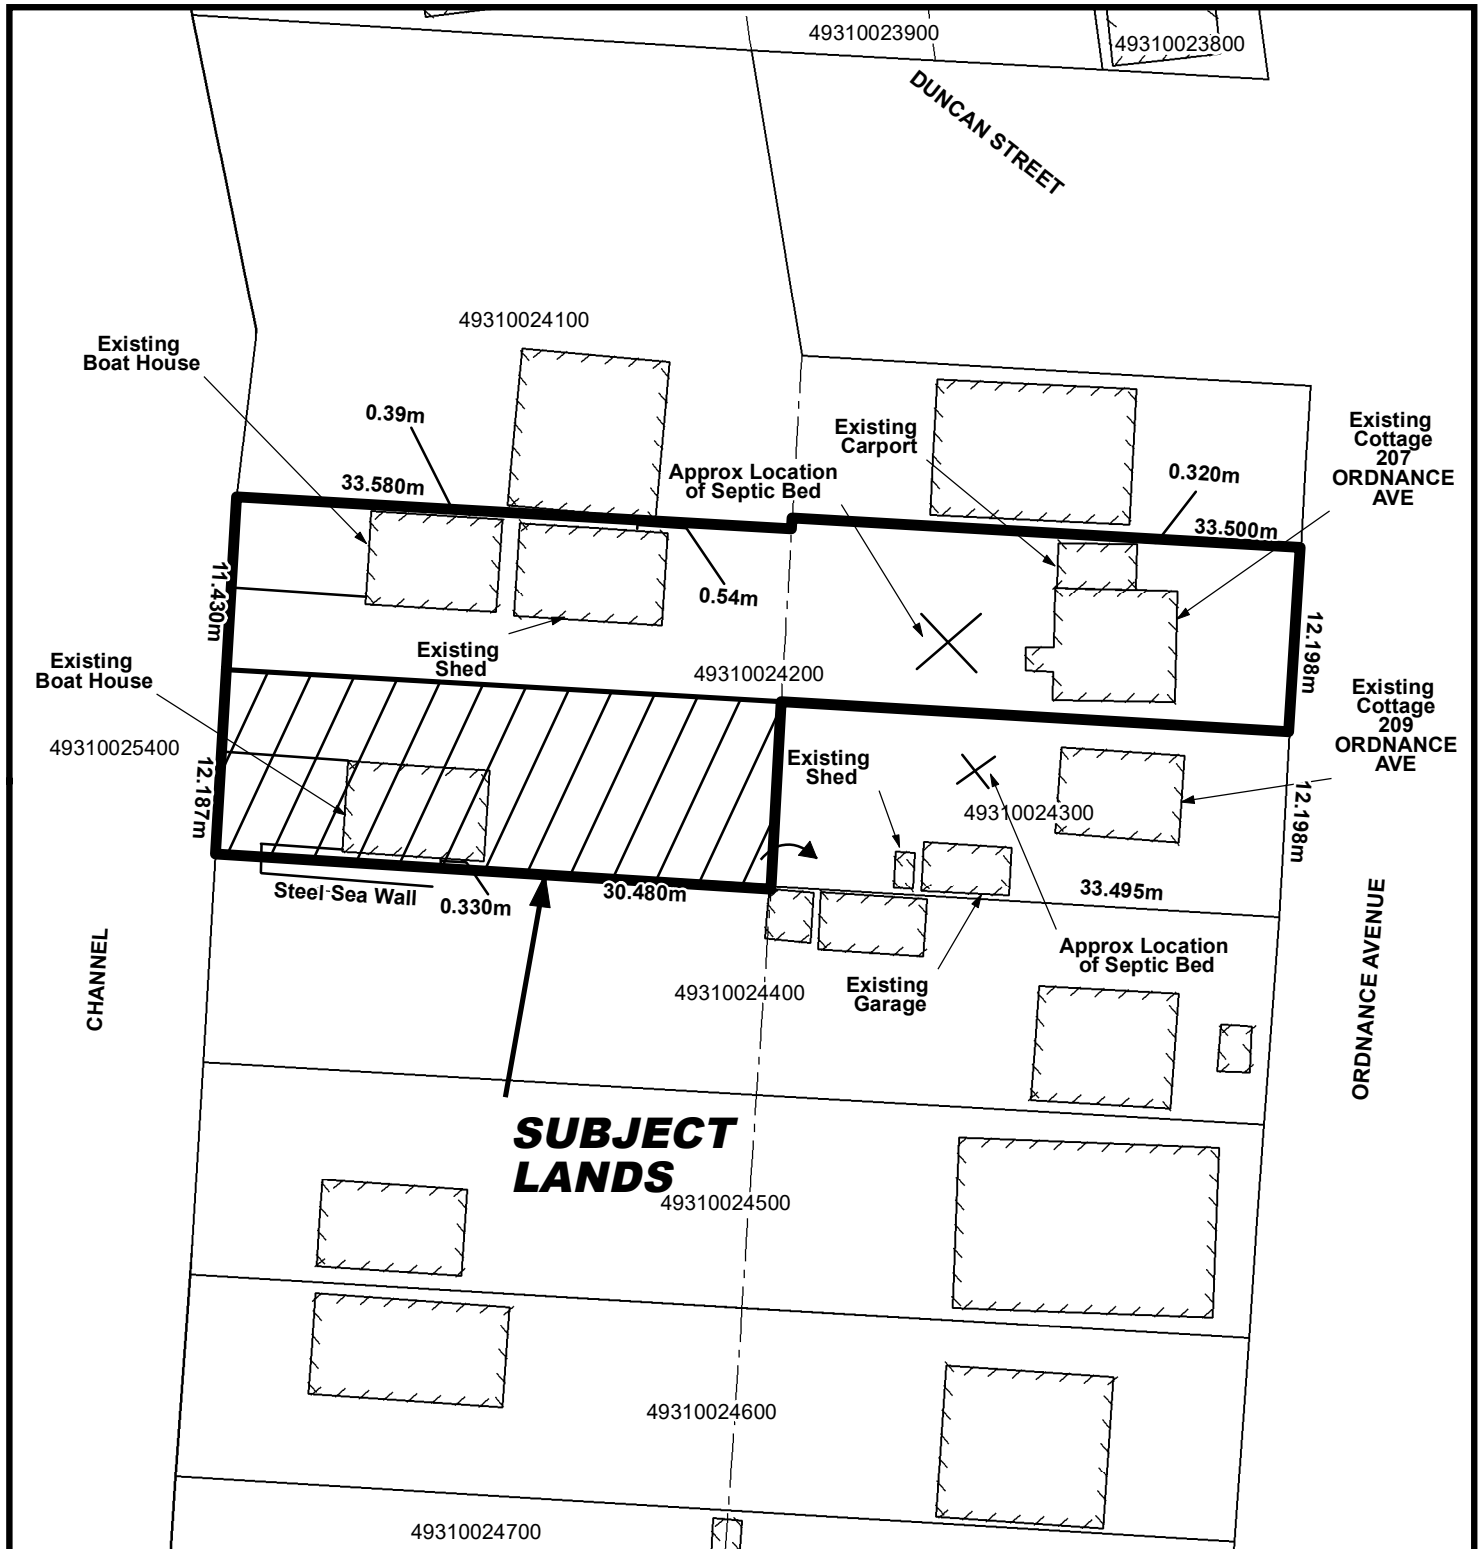 49310023900
49310023800
DUNCAN STREET
49310024100
Existing
Boat House
0.39m
33.580m
Existing
Carport
Approx Location
of Septic Bed
0.320m
33.500m
Existing
Cottage
207
ORDNANCE
AVE
11.430m
0.54m
Existing
Shed
49310024200
12.198m
Existing
Boat House
49310025400
12.187m
Existing
Shed
49310024300
Existing
Cottage
209
ORDNANCE
AVE
12.198m
Steel Sea Wall
0.330m
30.480m
33.495m
Approx Location
of Septic Bed
Existing
Garage
49310024400
CHANNEL
ORDNANCE AVENUE
SUBJECT
LANDS
49310024500
49310024600
49310024700